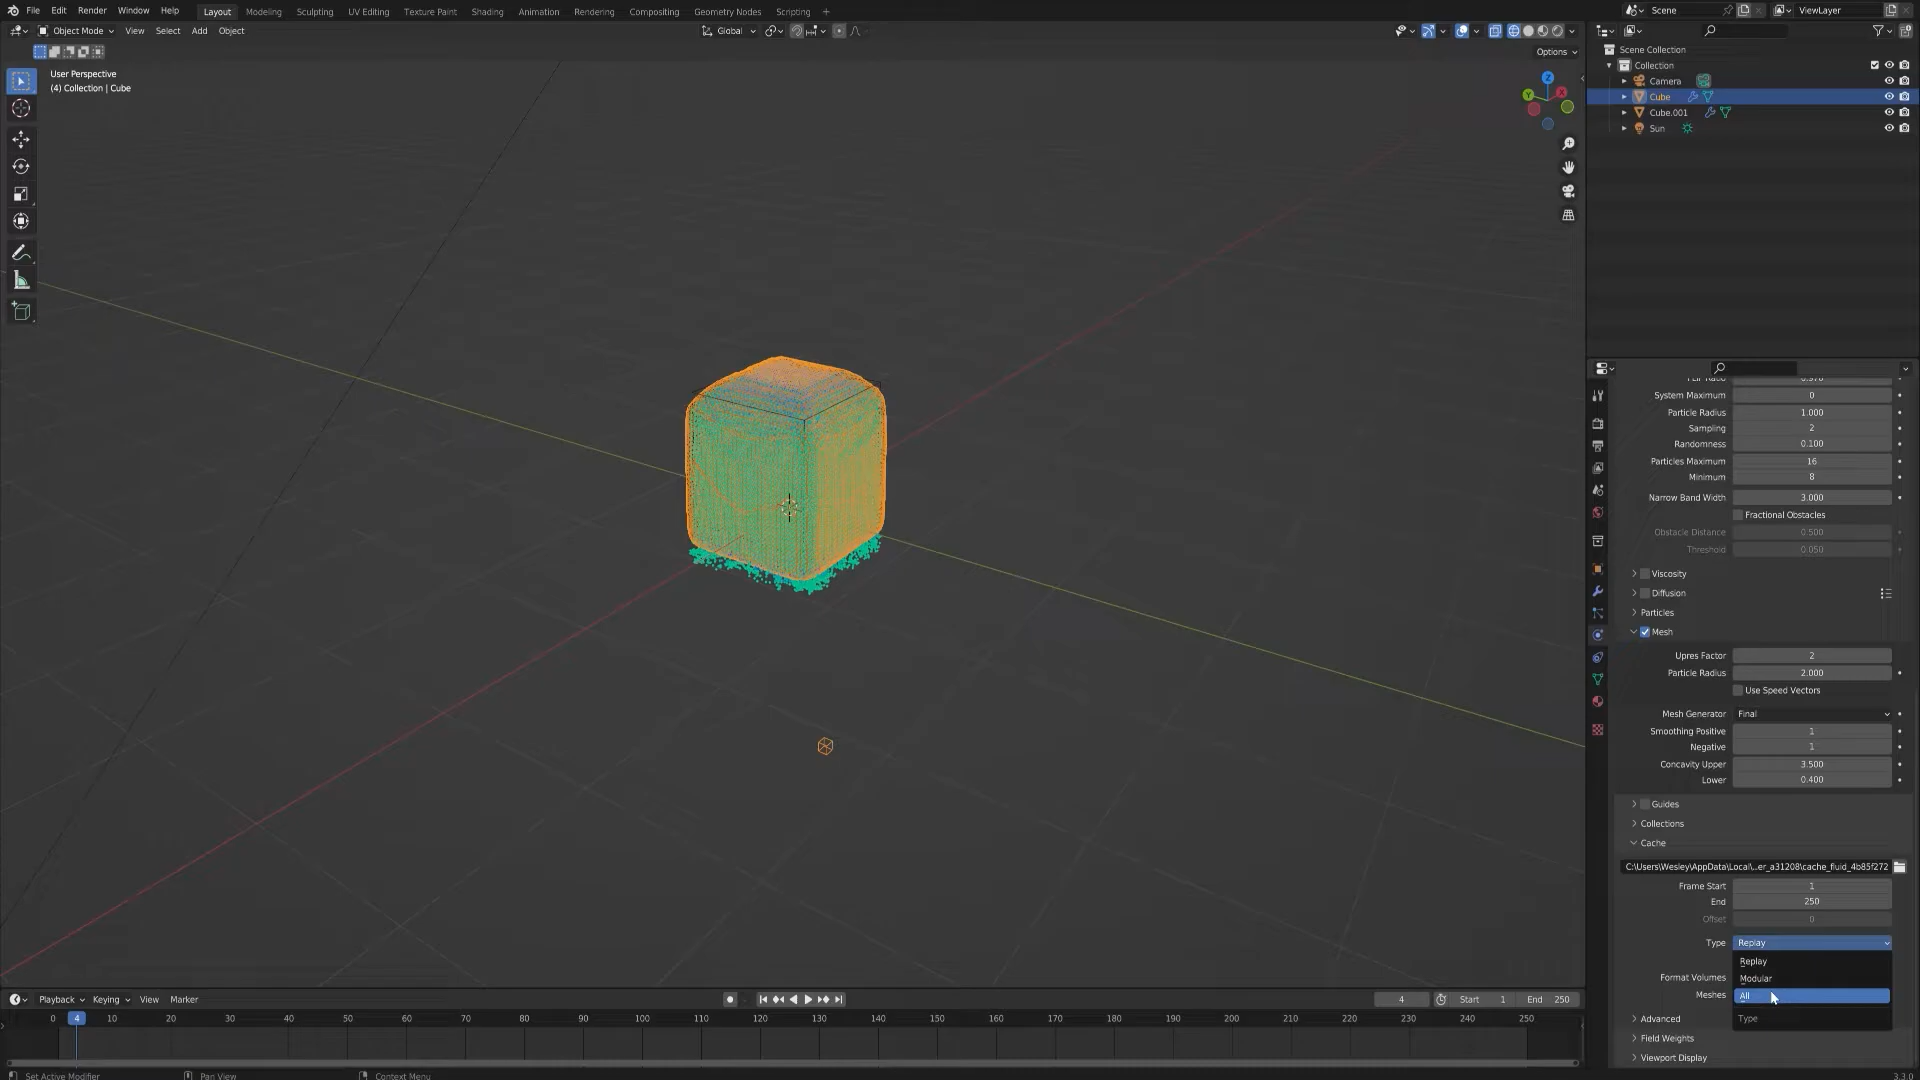 File Edit Render Window Help Layout Modeling Sculpting UV Editing Texture Paint Shading Animation Rendering Compositing Geometry Nodes Scripting + Scene ViewLayer
Object Mode View Select Add Object Global
Options
User Perspective
(4) Collection | Cube
Z
Y
X
Scene Collection
Collection
Camera
Cube
Cube.001
Sun
System Maximum 0
Particle Radius 1.000
Sampling 2
Randomness 0.100
Particles Maximum 16
Minimum 8
Narrow Band Width 3.000
Fractional Obstacles
Obstacle Distance 0.500
Threshold 0.050
Viscosity
Diffusion
Particles
Mesh
Upres Factor 2
Particle Radius 2.000
Use Speed Vectors
Mesh Generator Final
Smoothing Positive 1
Negative 1
Concavity Upper 3.500
Lower 0.400
Guides
Collections
Cache
C:\Users\Wesley\AppData\Local\...er_a31208\cache_fluid_4b85f272
Frame Start 1
End 250
Offset 0
Type Replay
Replay
Format Volumes Modular
Meshes All
Advanced Type
Field Weights
Viewport Display
Playback Keying View Marker 4 Start 1 End 250
0 4 10 20 30 40 50 60 70 80 90 100 110 120 130 140 150 160 170 180 190 200 210 220 230 240 250
Set Active Modifier Pan View Context Menu 3.3.0